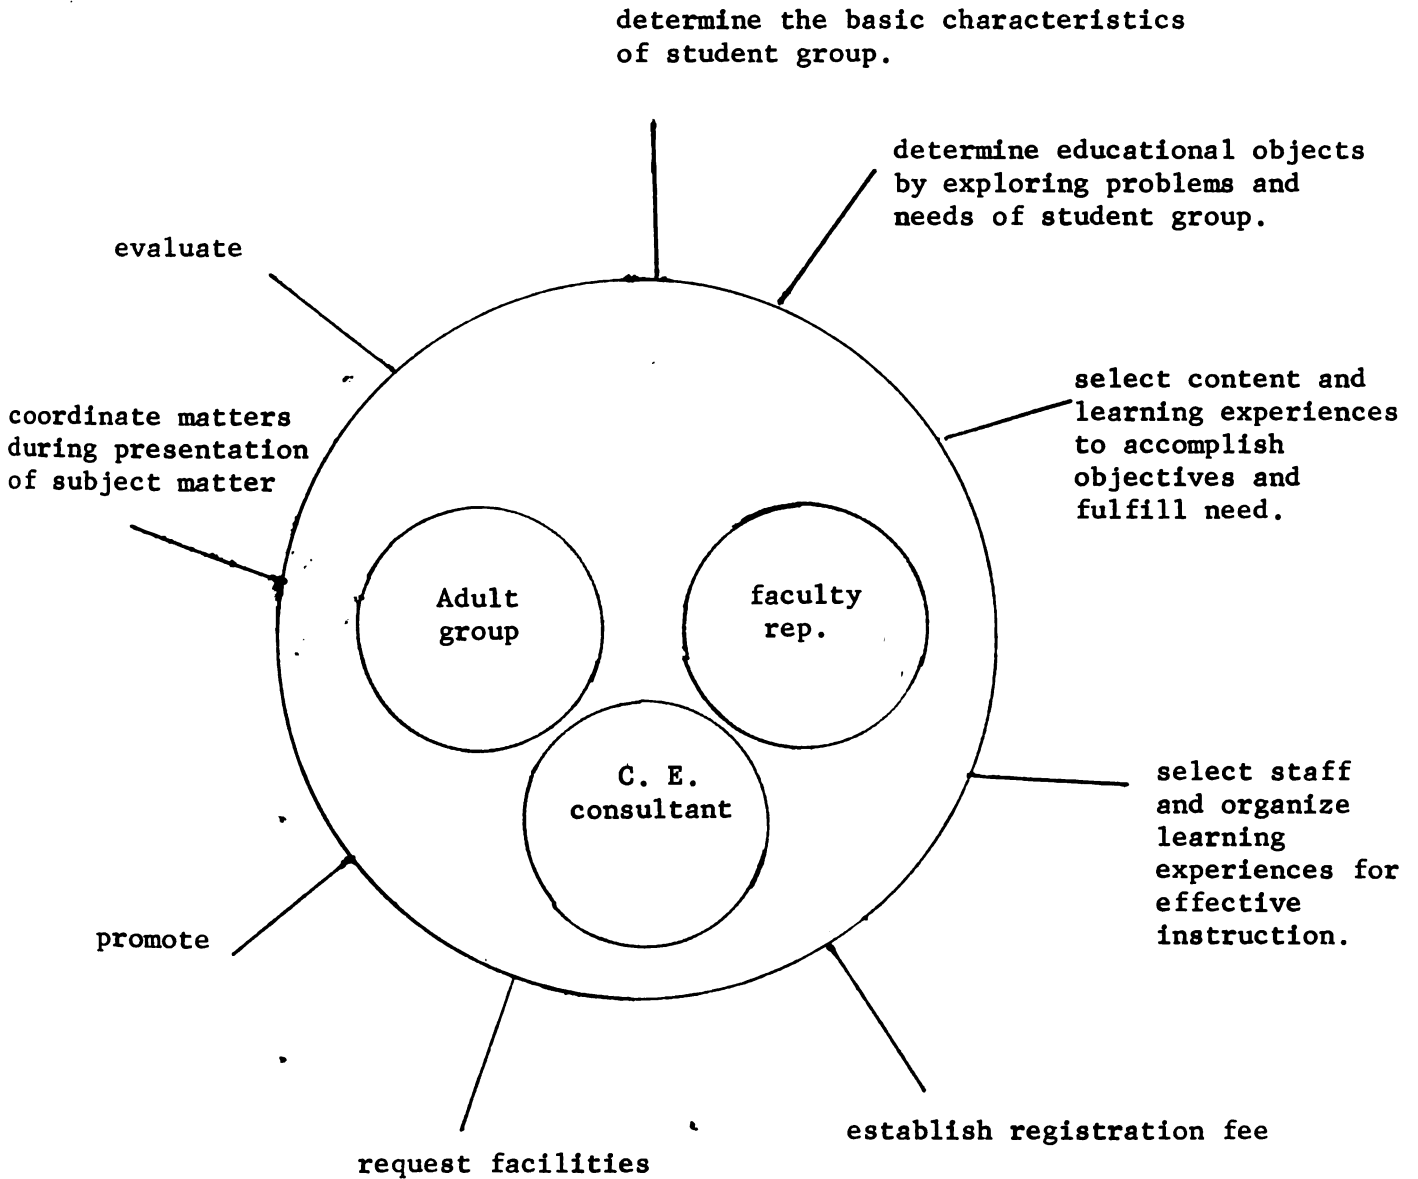 determine the basic characteristics
of student group.
determine educational objects
by exploring problems and
needs of student group.
select content and
learning experiences
to accomplish
objectives and
fulfill need.
select staff
and organize
learning
experiences for
effective
instruction.
establish registration fee
request facilities
promote
coordinate matters
during presentation
of subject matter
evaluate
Adult
group
faculty
rep.
C. E.
consultant